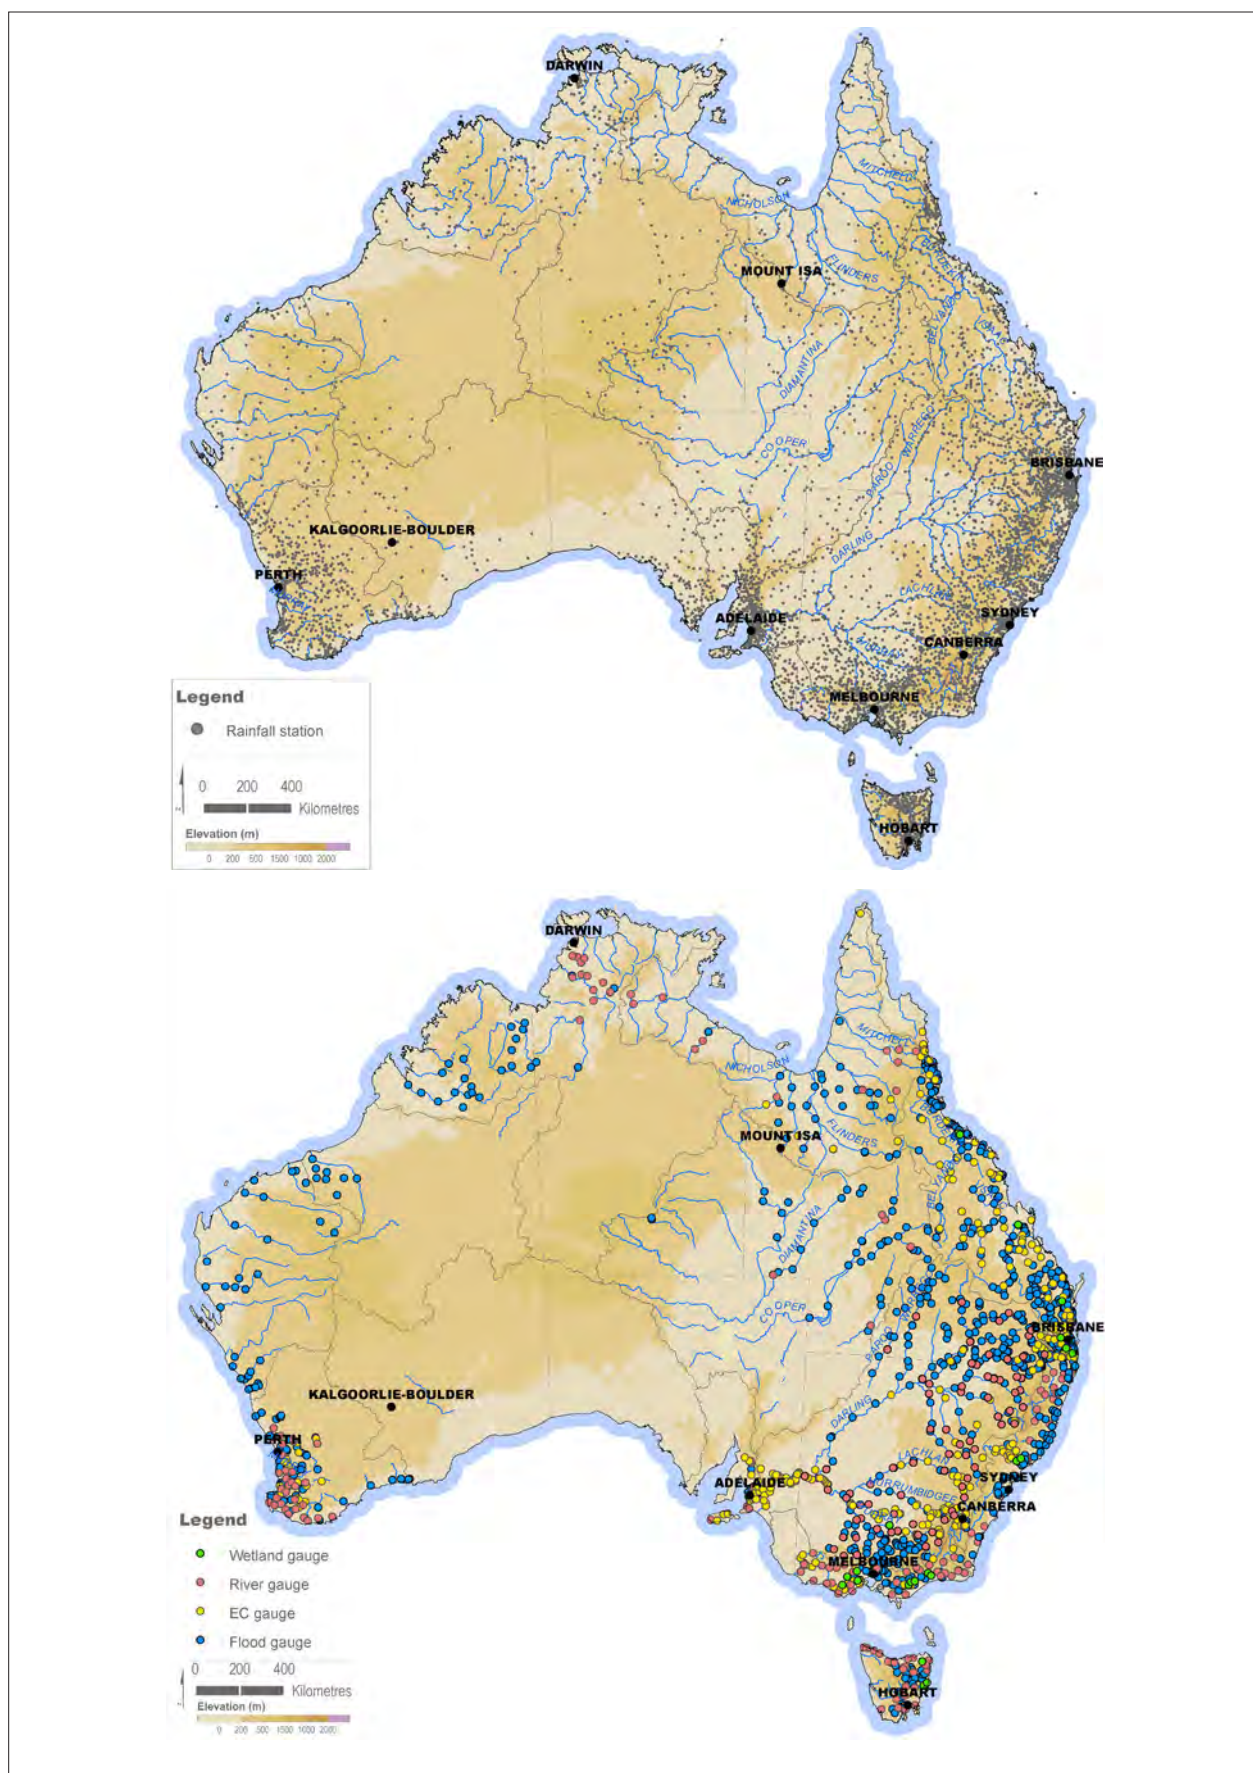 DARWIN
MITCHELL
NICHOLSON
BURDEKIN
FLINDERS
MOUNT ISA
BELYANDO
ISAAC
DIAMANTINA
WARREGO
COOPER
PAROO
BRISBANE
KALGOORLIE-BOULDER
DARLING
PERTH
LACHLAN
SYDNEY
ADELAIDE
CANBERRA
MELBOURNE
Legend
Rainfall station
0 200 400
Kilometres
Elevation (m)
0 200 500 1500 1000 2000
HOBART
DARWIN
MITCHELL
NICHOLSON
MOUNT ISA
FLINDERS
DIAMANTINA
COOPER
PAROO
BRISBANE
KALGOORLIE-BOULDER
DARLING
PERTH
LACHLAN
SYDNEY
ADELAIDE
MURRUMBIDGEE
CANBERRA
MELBOURNE
Legend
Wetland gauge
River gauge
EC gauge
Flood gauge
0 200 400
Kilometres
Elevation (m)
0 200 500 1500 1000 2000
HOBART